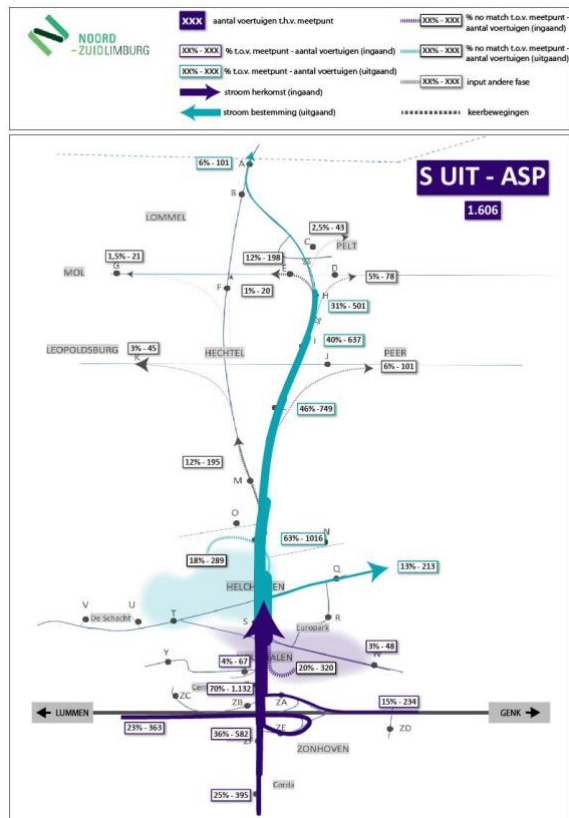 NOORD
-ZUIDLIMBURG
XXX
aantal voertuigen t.h.v. meetpunt
XX% - XXX
% t.o.v. meetpunt - aantal voertuigen (ingaand)
XX% - XXX
% t.o.v. meetpunt - aantal voertuigen (uitgaand)
stroom herkomst (ingaand)
stroom bestemming (uitgaand)
XX% - XXX
% no match t.o.v. meetpunt -
aantal voertuigen (ingaand)
XX% - XXX
% no match t.o.v. meetpunt -
aantal voertuigen (uitgaand)
XX% - XXX
input andere fase
keerbewegingen
S UIT - ASP
1.606
6% - 101
A
B
LOMMEL
2,5% - 43
C
PELT
12% - 198
1,5% - 21
G
MOL
E
D
5% - 78
F
1% - 20
H
31% - 501
40% - 637
I
3% - 45
LEOPOLDSBURG
K
HECHTEL
PEER
J
6% - 101
46% -749
12% - 195
M
O
63% - 1016
N
18% - 289
13% - 213
HELCHTEREN
Q
V
U
De Schacht
T
R
S
Europark
3% - 48
W
Y
4% - 67
20% - 320
70% - 1.132
ZC
ZB
ZA
15% - 234
LUMMEN
GENK
23% - 363
36% - 582
ZD
ZONHOVEN
25% - 395
Corda